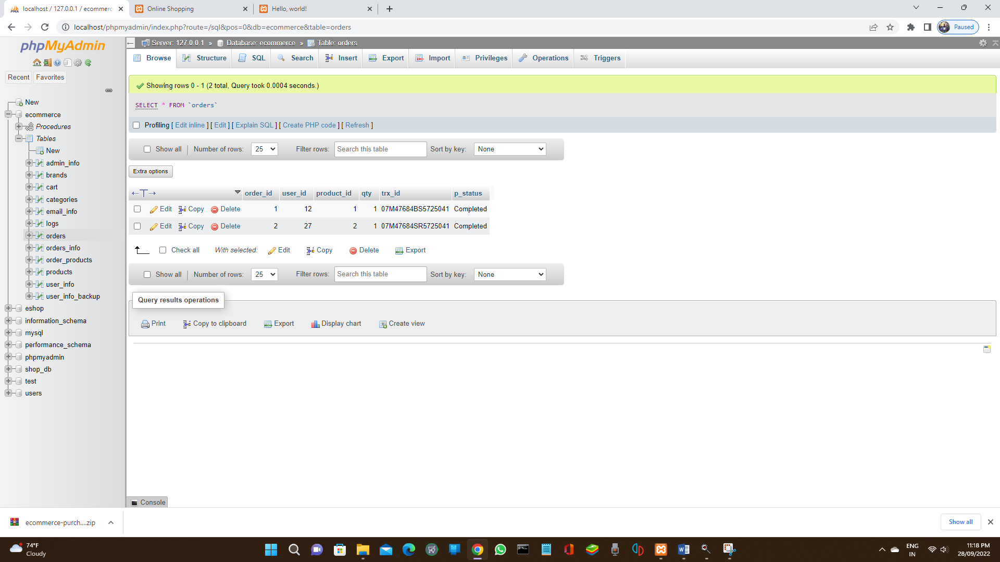 localhost / 127.0.0.1 / ecommerce
Online Shopping
Hello, world!
localhost/phpmyadmin/index.php?route=/sql&pos=0&db=ecommerce&table=orders
Paused
phpMyAdmin
Recent Favorites
New
ecommerce
Procedures
Tables
New
admin_info
brands
cart
categories
email_info
logs
orders
orders_info
order_products
products
user_info
user_info_backup
eshop
information_schema
mysql
performance_schema
phpmyadmin
shop_db
test
users
Server: 127.0.0.1 » Database: ecommerce » Table: orders
Browse Structure SQL Search Insert Export Import Privileges Operations Triggers
Showing rows 0 - 1 (2 total, Query took 0.0004 seconds.)
SELECT * FROM `orders`
Profiling [ Edit inline ] [ Edit ] [ Explain SQL ] [ Create PHP code ] [ Refresh ]
Show all Number of rows: 25 Filter rows: Search this table Sort by key: None
Extra options
←T→ order_id user_id product_id qty trx_id p_status
Edit Copy Delete 1 12 1 1 07M47684BS5725041 Completed
Edit Copy Delete 2 27 2 1 07M47684SR5725041 Completed
Check all With selected: Edit Copy Delete Export
Show all Number of rows: 25 Filter rows: Search this table Sort by key: None
Query results operations
Print Copy to clipboard Export Display chart Create view
Console
ecommerce-purch....zip
Show all
74°F
Cloudy
ENG
IN
11:18 PM
28/09/2022